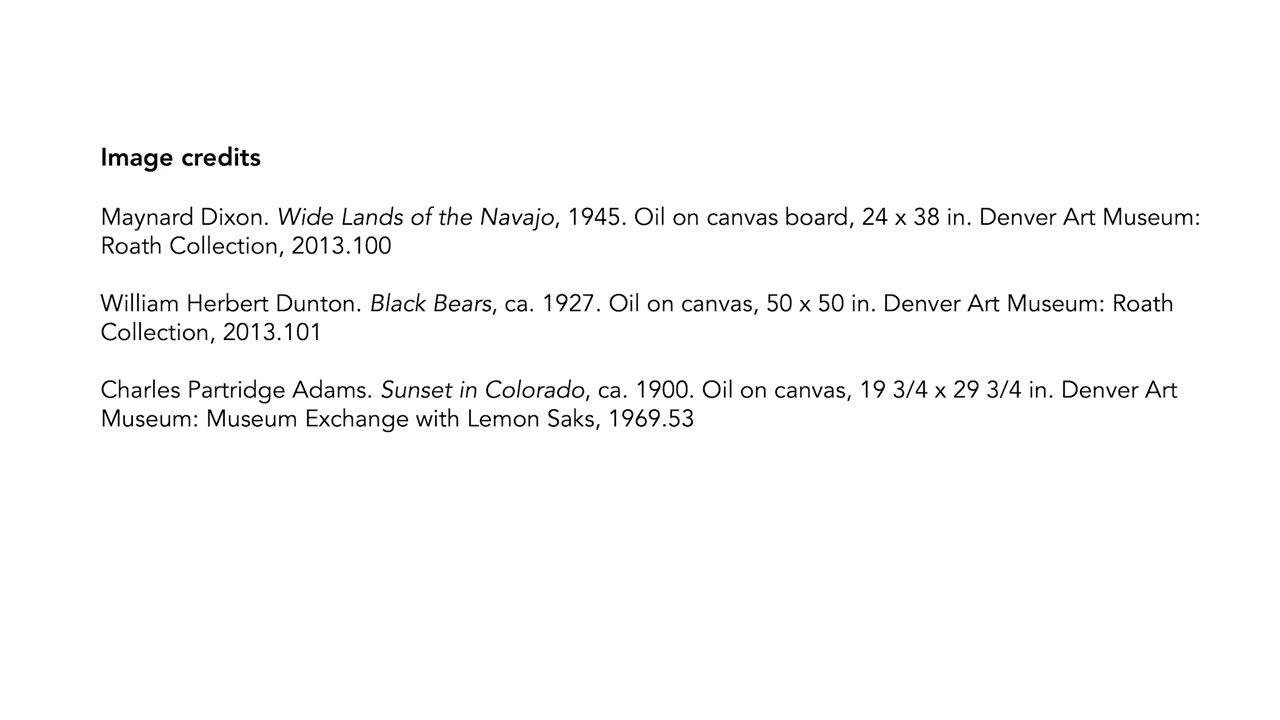 Image credits
Maynard Dixon. Wide Lands of the Navajo, 1945. Oil on canvas board, 24 x 38 in. Denver Art Museum:
Roath Collection, 2013.100
William Herbert Dunton. Black Bears, ca. 1927. Oil on canvas, 50 x 50 in. Denver Art Museum: Roath
Collection, 2013.101
Charles Partridge Adams. Sunset in Colorado, ca. 1900. Oil on canvas, 19 3/4 x 29 3/4 in. Denver Art
Museum: Museum Exchange with Lemon Saks, 1969.53